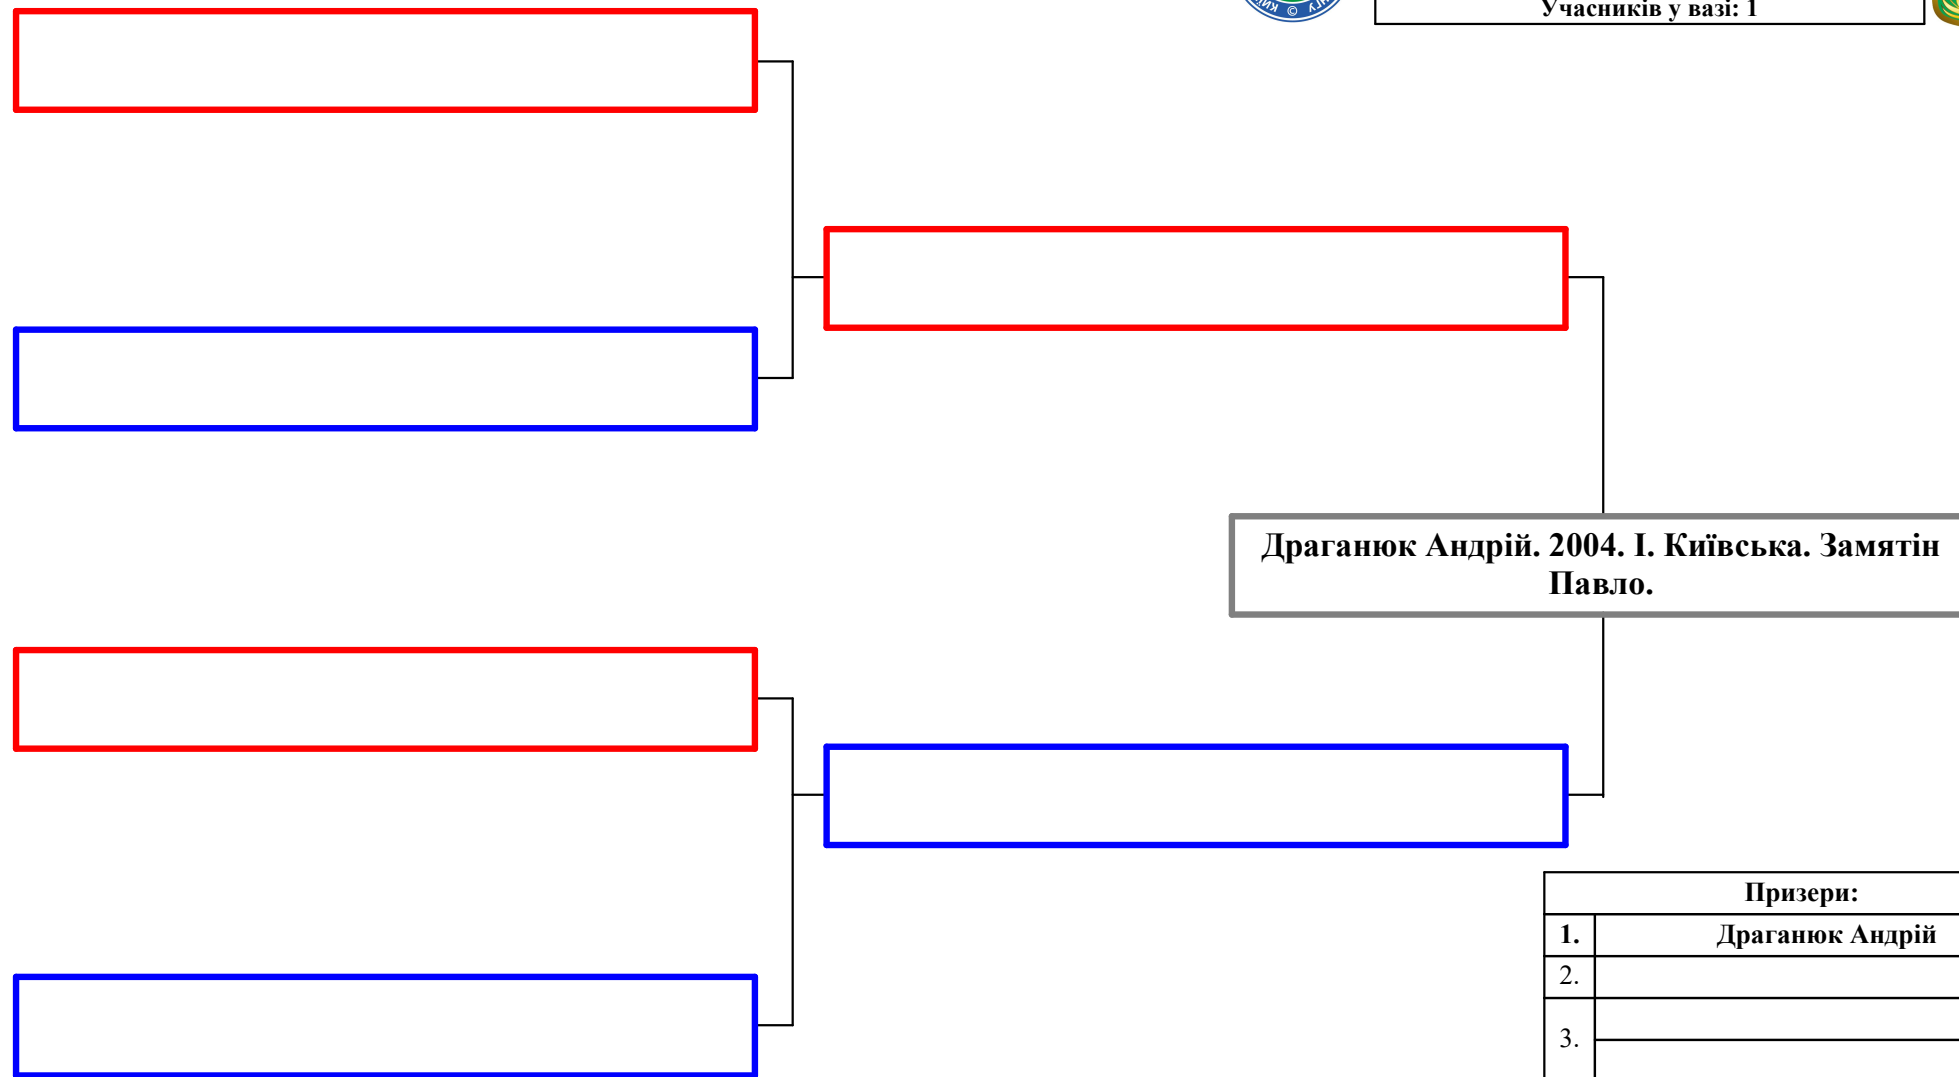 Учасників у вазі: 1
Драганюк Андрій. 2004. І. Київська. Замятін
Павло.
Призери:
1. Драганюк Андрій
2.
3.